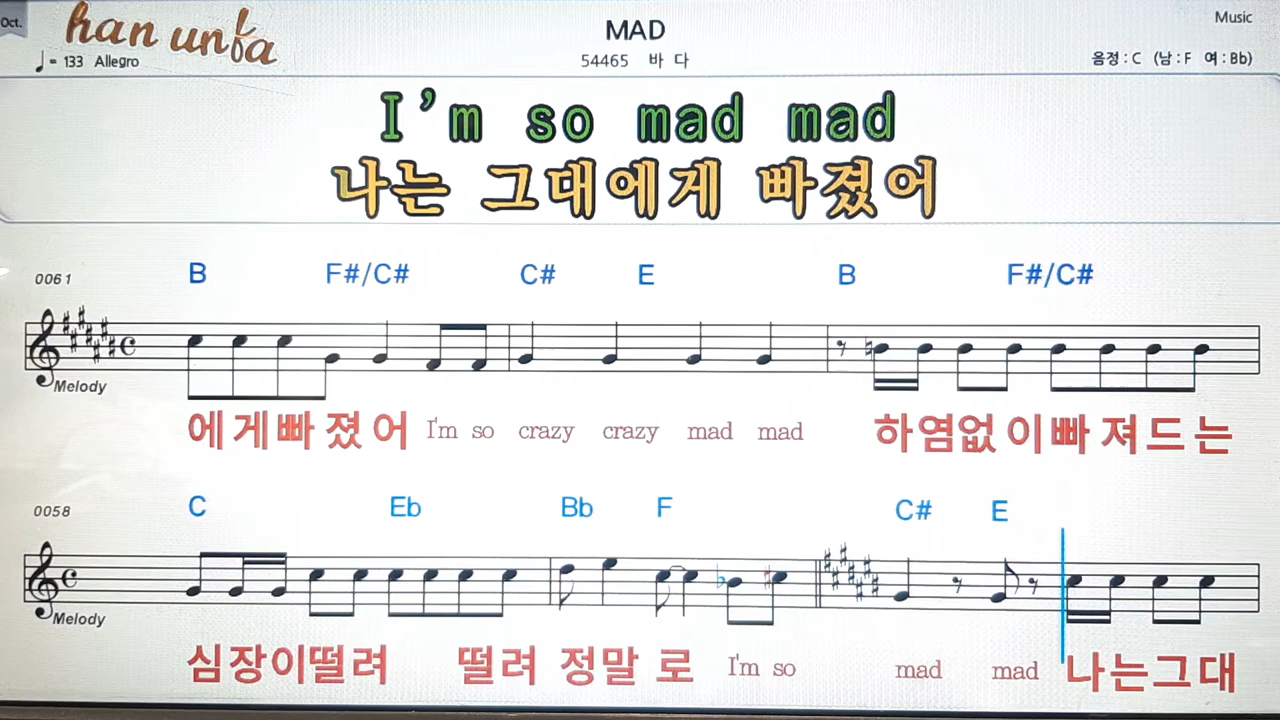 Oct.
han unfa
MAD
Music
♩= 133 Allegro
54465 바 다
음정 : C (남 : F 여 : Bb)
I'm so mad mad
나는 그대에게 빠졌어
0061
B F#/C# C# E B F#/C#
Melody
에 게 빠 졌 어 I'm so crazy crazy mad mad 하염없 이 빠 져 드 는
0058
C Eb Bb F C# E
Melody
심장이떨려 떨려 정말 로 I'm so mad mad 나는그대